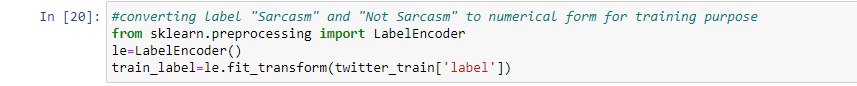 In [20]: #converting label "Sarcasm" and "Not Sarcasm" to numerical form for training purpose
from sklearn.preprocessing import LabelEncoder
le=LabelEncoder()
train_label=le.fit_transform(twitter_train['label'])